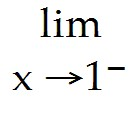 lim
x →1⁻